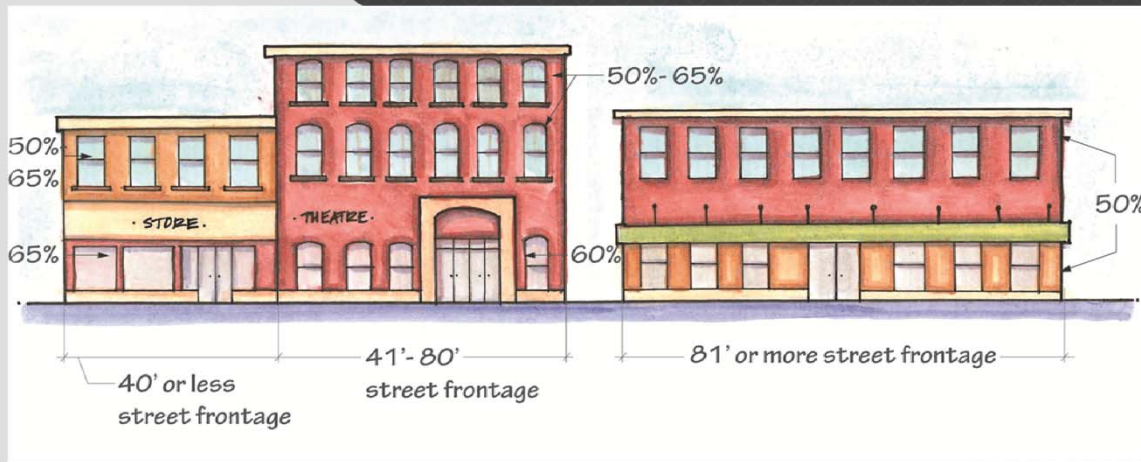 50%-65%
50%
65%
· STORE ·
· THEATRE ·
50%
65%
60%
41'- 80'
street frontage
81' or more street frontage
40' or less
street frontage